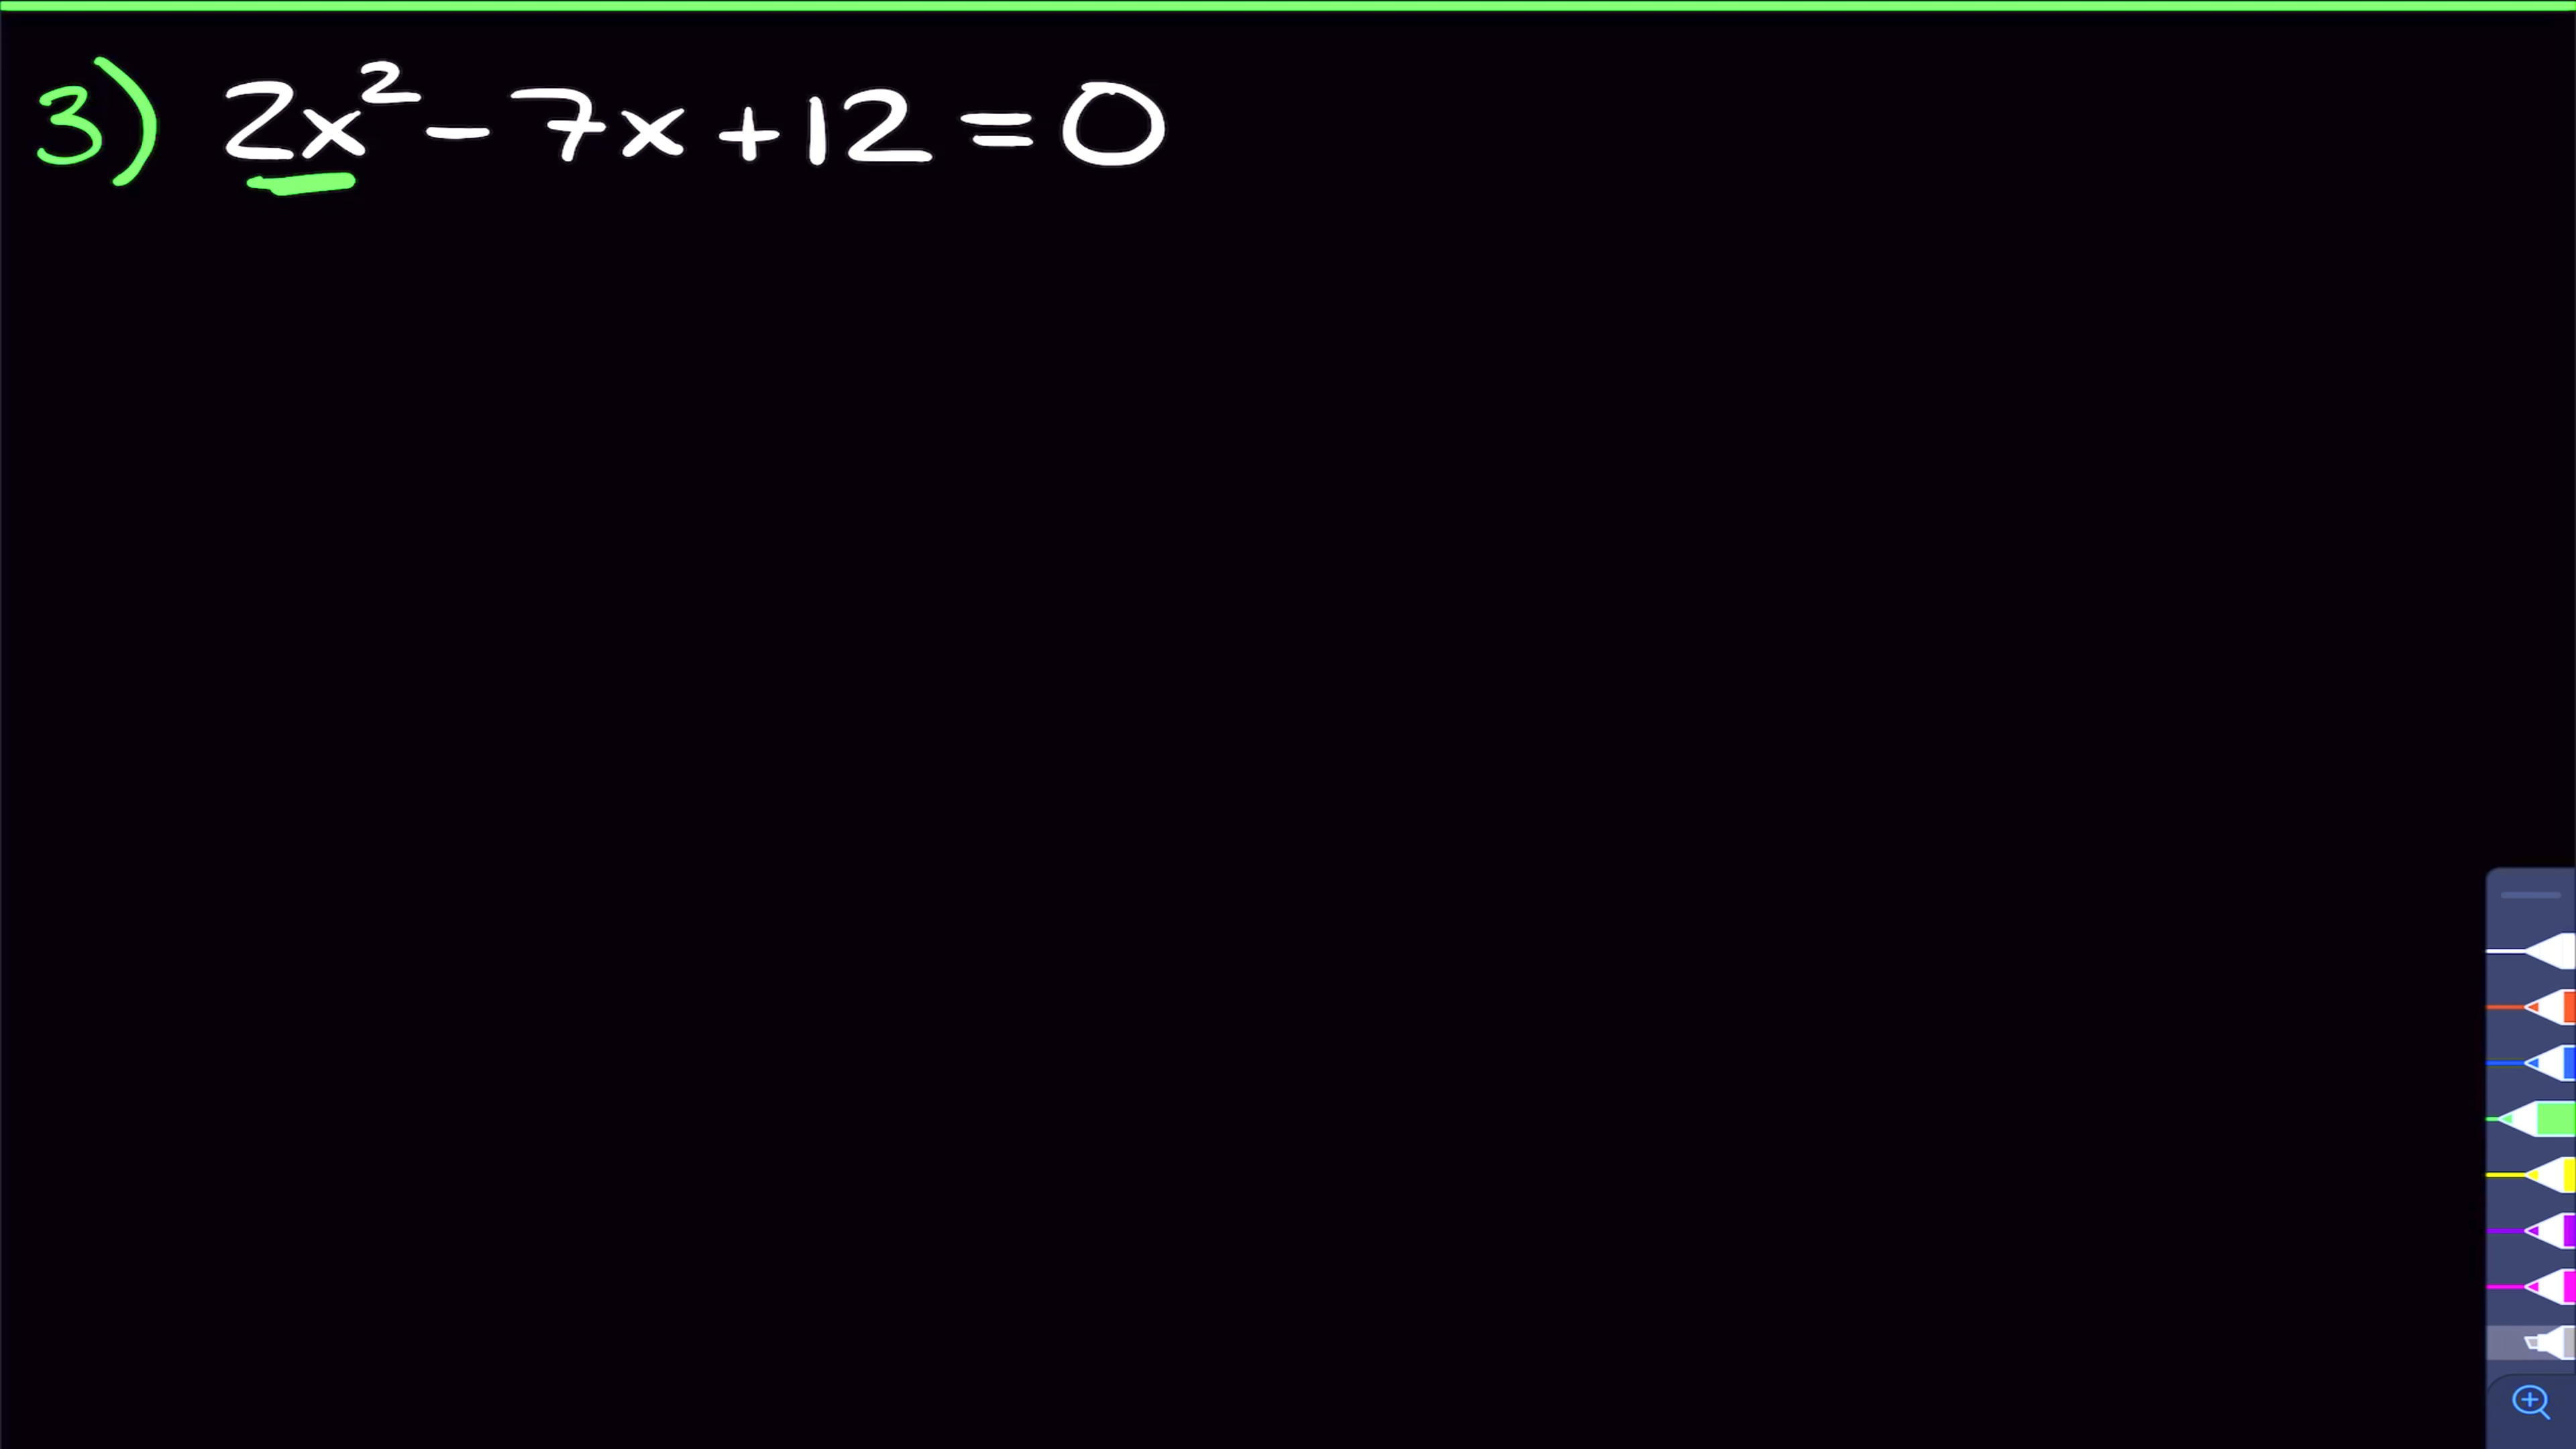 3) 2x² - 7x + 12 = 0